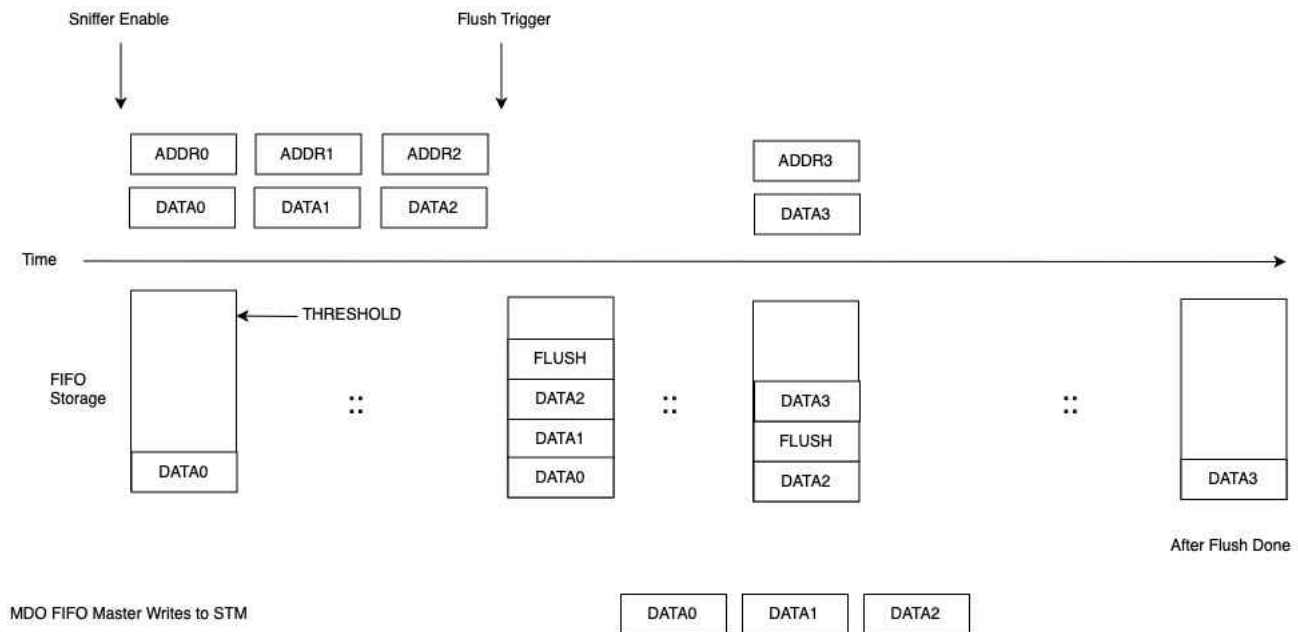 Sniffer Enable
Flush Trigger
ADDR0
ADDR1
ADDR2
ADDR3
DATA0
DATA1
DATA2
DATA3
Time
THRESHOLD
FIFO
Storage
DATA0
::
FLUSH
DATA2
DATA1
DATA0
::
DATA3
FLUSH
DATA2
::
DATA3
After Flush Done
MDO FIFO Master Writes to STM
DATA0
DATA1
DATA2